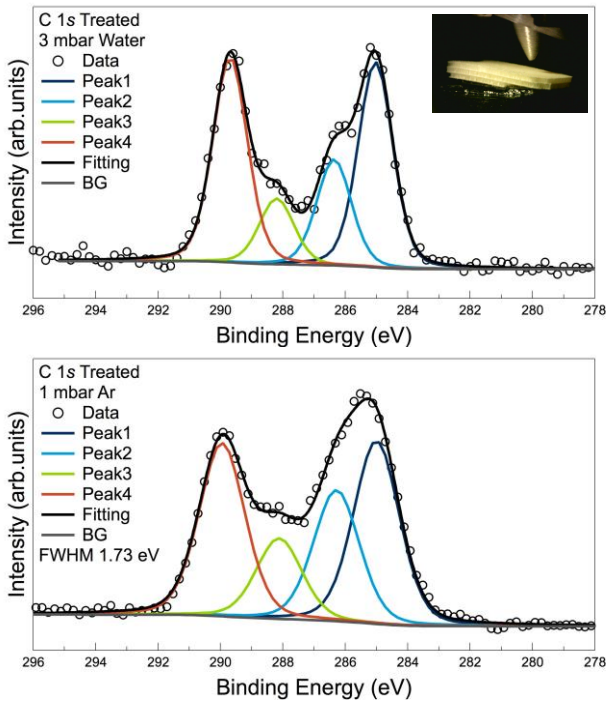 C 1s Treated
3 mbar Water
Data
Peak1
Peak2
Peak3
Peak4
Fitting
BG
Intensity (arb.units)
296 294 292 290 288 286 284 282 280 278
Binding Energy (eV)
C 1s Treated
1 mbar Ar
Data
Peak1
Peak2
Peak3
Peak4
Fitting
BG
FWHM 1.73 eV
Intensity (arb.units)
296 294 292 290 288 286 284 282 280 278
Binding Energy (eV)